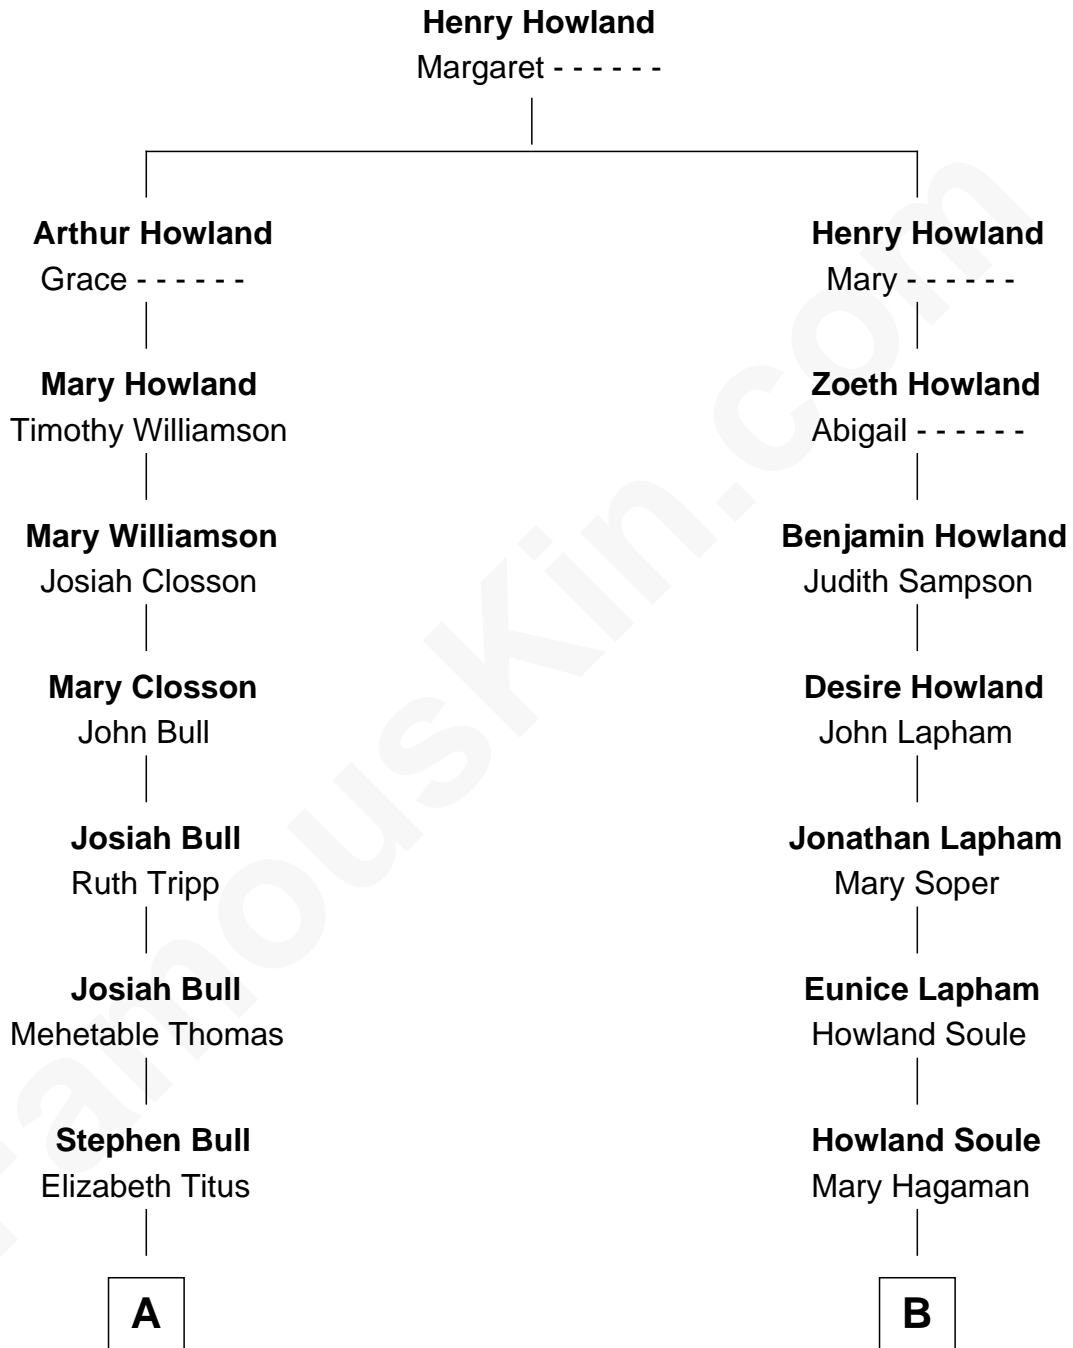 Henry Howland
Margaret - - - - - -
Arthur Howland
Grace - - - - - -
Mary Howland
Timothy Williamson
Mary Williamson
Josiah Closson
Mary Closson
John Bull
Josiah Bull
Ruth Tripp
Josiah Bull
Mehetable Thomas
Stephen Bull
Elizabeth Titus
A
Henry Howland
Mary - - - - - -
Zoeth Howland
Abigail - - - - - -
Benjamin Howland
Judith Sampson
Desire Howland
John Lapham
Jonathan Lapham
Mary Soper
Eunice Lapham
Howland Soule
Howland Soule
Mary Hagaman
B
FamousKin.com